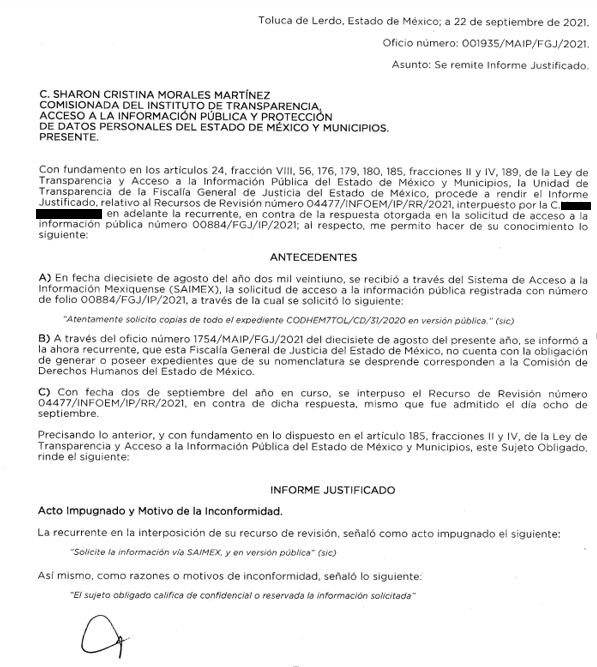 Toluca de Lerdo, Estado de México; a 22 de septiembre de 2021.
Oficio número: 001935/MAIP/FGJ/2021.
Asunto: Se remite Informe Justificado.
C. SHARON CRISTINA MORALES MARTÍNEZ
COMISIONADA DEL INSTITUTO DE TRANSPARENCIA,
ACCESO A LA INFORMACIÓN PÚBLICA Y PROTECCIÓN
DE DATOS PERSONALES DEL ESTADO DE MÉXICO Y MUNICIPIOS.
PRESENTE.
Con fundamento en los artículos 24, fracción VIII, 56, 176, 179, 180, 185, fracciones II y IV, 189, de la Ley de
Transparencia y Acceso a la Información Pública del Estado de México y Municipios, la Unidad de
Transparencia de la Fiscalía General de Justicia del Estado de México, procede a rendir el Informe
Justificado, relativo al Recursos de Revisión número 04477/INFOEM/IP/RR/2021, interpuesto por la C.
en adelante la recurrente, en contra de la respuesta otorgada en la solicitud de acceso a la
información pública número 00884/FGJ/IP/2021; al respecto, me permito hacer de su conocimiento lo
siguiente:
ANTECEDENTES
A) En fecha diecisiete de agosto del año dos mil veintiuno, se recibió a través del Sistema de Acceso a la
Información Mexiquense (SAIMEX), la solicitud de acceso a la información pública registrada con número
de folio 00884/FGJ/IP/2021, a través de la cual se solicitó lo siguiente:
"Atentamente solicito copias de todo el expediente CODHEM7TOL/CD/31/2020 en versión pública." (sic)
B) A través del oficio número 1754/MAIP/FGJ/2021 del diecisiete de agosto del presente año, se informó a
la ahora recurrente, que esta Fiscalía General de Justicia del Estado de México, no cuenta con la obligación
de generar o poseer expedientes que de su nomenclatura se desprende corresponden a la Comisión de
Derechos Humanos del Estado de México.
C) Con fecha dos de septiembre del año en curso, se interpuso el Recurso de Revisión número
04477/INFOEM/IP/RR/2021, en contra de dicha respuesta, mismo que fue admitido el día ocho de
septiembre.
Precisando lo anterior, y con fundamento en lo dispuesto en el artículo 185, fracciones II y IV, de la Ley de
Transparencia y Acceso a la Información Pública del Estado de México y Municipios, este Sujeto Obligado,
rinde el siguiente:
INFORME JUSTIFICADO
Acto Impugnado y Motivo de la Inconformidad.
La recurrente en la interposición de su recurso de revisión, señaló como acto impugnado el siguiente:
"Solicite la información vía SAIMEX, y en versión pública" (sic)
Así mismo, como razones o motivos de inconformidad, señaló lo siguiente:
"El sujeto obligado califica de confidencial o reservada la información solicitada"